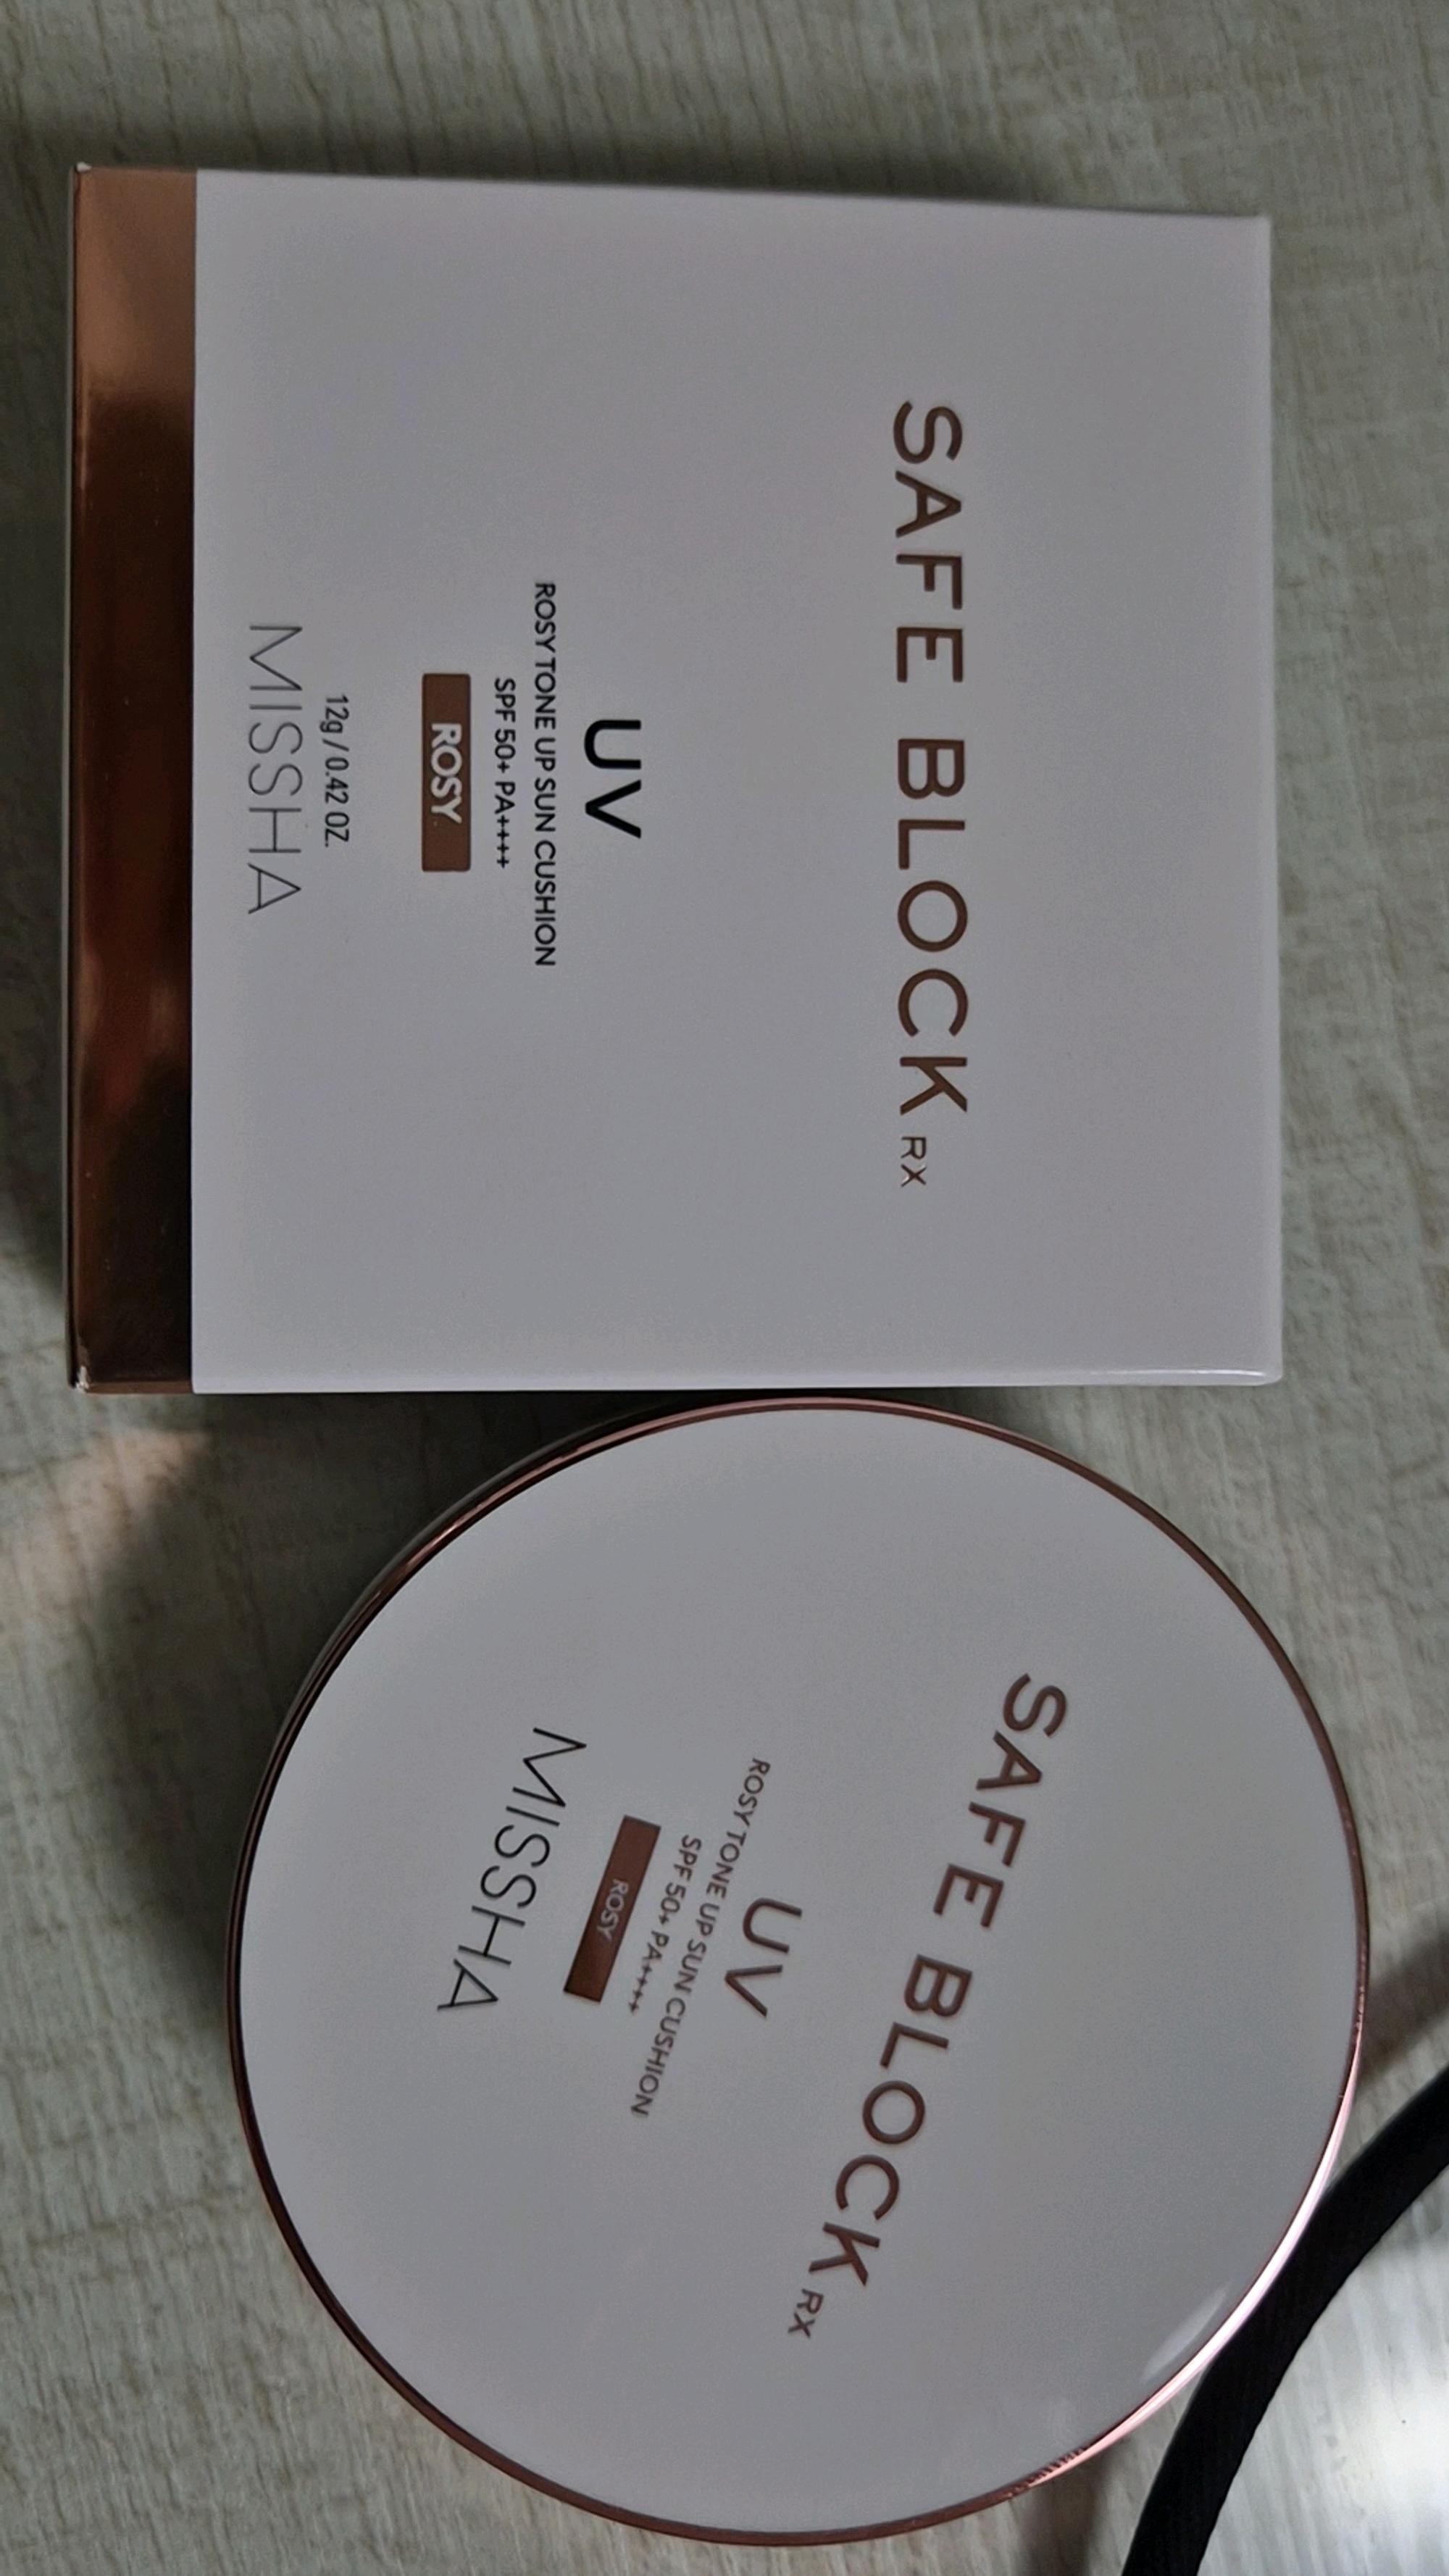 SAFE BLOCK RX
UV
ROSY TONE UP SUN CUSHION
SPF 50+ PA++++
ROSY
12g / 0.42 OZ.
MISSHA
SAFE BLOCK RX
UV
ROSY TONE UP SUN CUSHION
SPF 50+ PA++++
ROSY
MISSHA